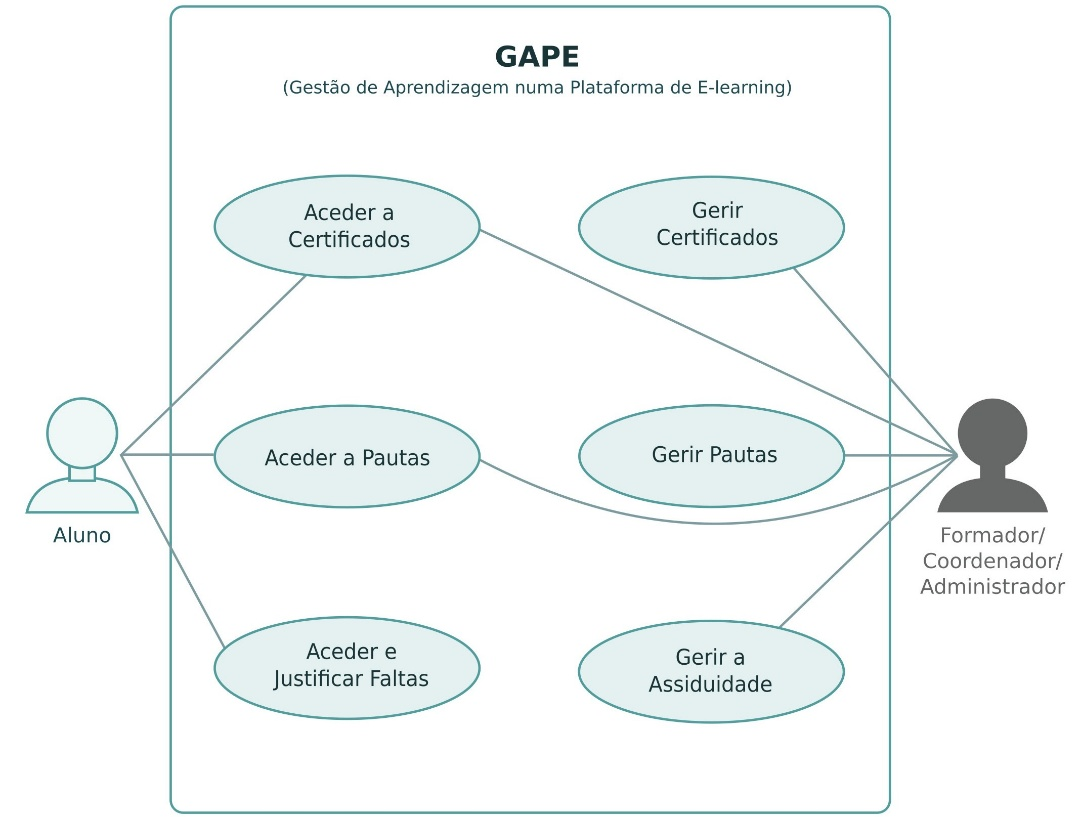 GAPE
(Gestão de Aprendizagem numa Plataforma de E-learning)
Aceder a
Certificados
Gerir
Certificados
Aceder a Pautas
Gerir Pautas
Aluno
Formador/
Coordenador/
Administrador
Aceder e
Justificar Faltas
Gerir a
Assiduidade